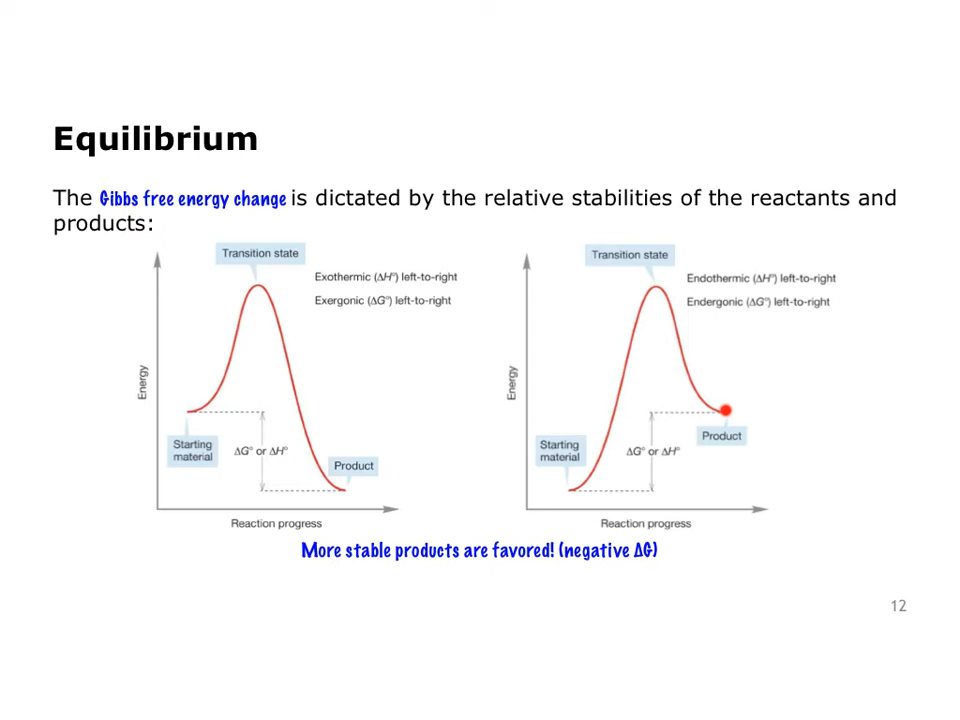 Equilibrium
The Gibbs free energy change is dictated by the relative stabilities of the reactants and
products:
Transition state
Exothermic (ΔH°) left-to-right
Exergonic (ΔG°) left-to-right
Energy
Starting
material
ΔG° or ΔH°
Product
Reaction progress
Transition state
Endothermic (ΔH°) left-to-right
Endergonic (ΔG°) left-to-right
Energy
Starting
material
ΔG° or ΔH°
Product
Reaction progress
More stable products are favored! (negative ΔG)
12